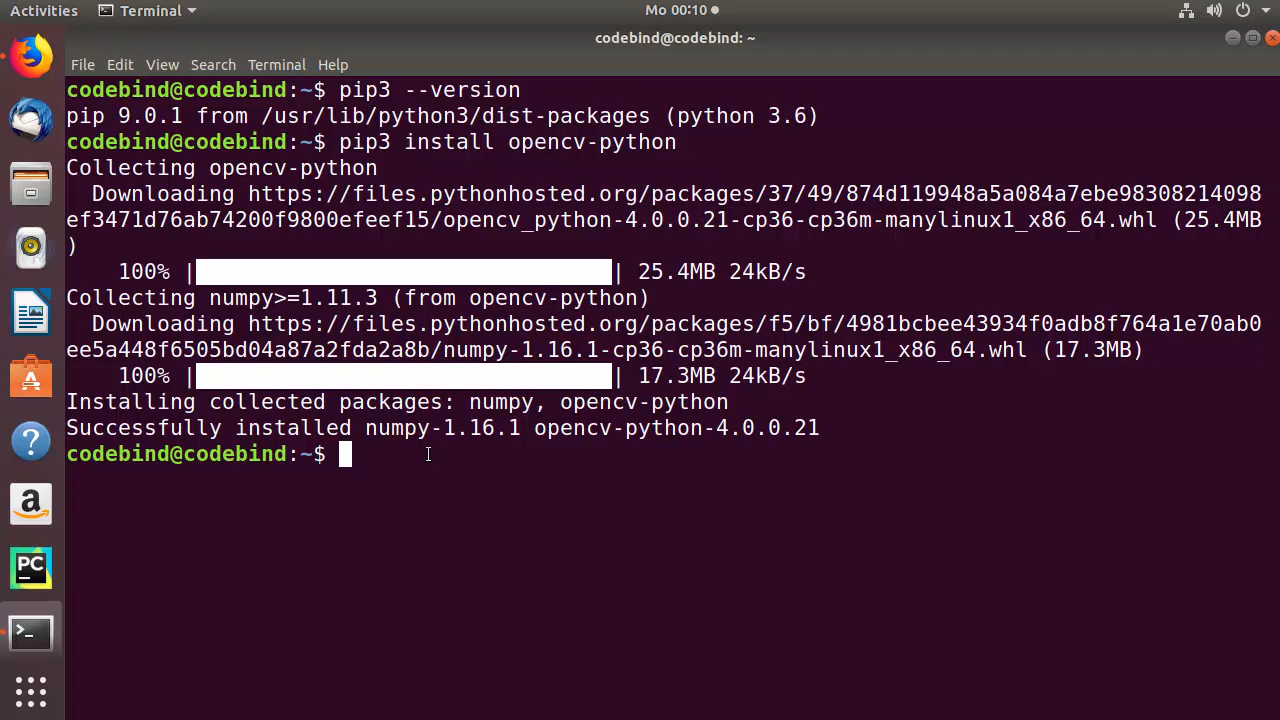 Activities Terminal Mo 00:10
codebind@codebind: ~
File Edit View Search Terminal Help
codebind@codebind:~$ pip3 --version
pip 9.0.1 from /usr/lib/python3/dist-packages (python 3.6)
codebind@codebind:~$ pip3 install opencv-python
Collecting opencv-python
  Downloading https://files.pythonhosted.org/packages/37/49/874d119948a5a084a7ebe98308214098
ef3471d76ab74200f9800efeef15/opencv_python-4.0.0.21-cp36-cp36m-manylinux1_x86_64.whl (25.4MB
)
    100% |████████████████████████████████| 25.4MB 24kB/s
Collecting numpy>=1.11.3 (from opencv-python)
  Downloading https://files.pythonhosted.org/packages/f5/bf/4981bcbee43934f0adb8f764a1e70ab0
ee5a448f6505bd04a87a2fda2a8b/numpy-1.16.1-cp36-cp36m-manylinux1_x86_64.whl (17.3MB)
    100% |████████████████████████████████| 17.3MB 24kB/s
Installing collected packages: numpy, opencv-python
Successfully installed numpy-1.16.1 opencv-python-4.0.0.21
codebind@codebind:~$
a
PC